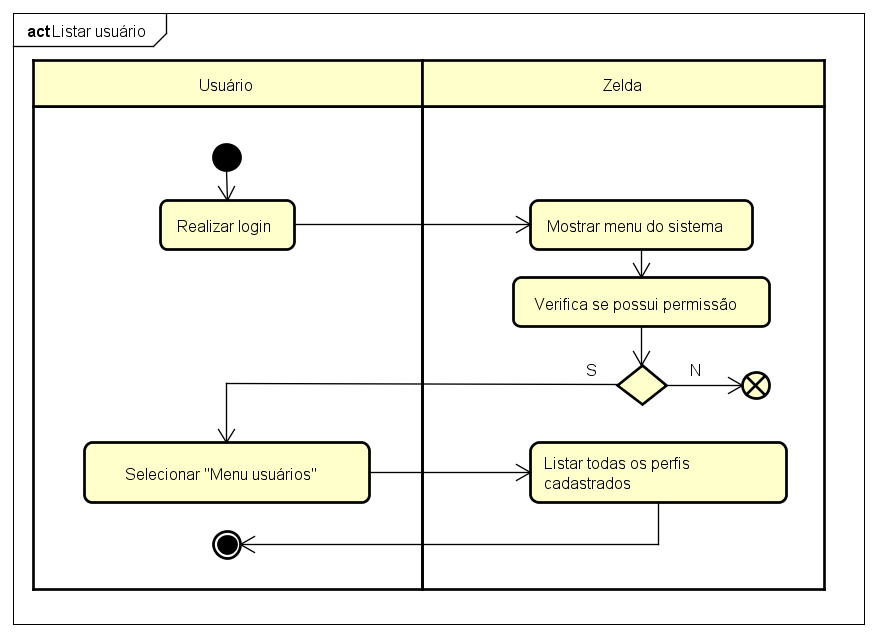 act Listar usuário
Usuário
Zelda
Realizar login
Mostrar menu do sistema
Verifica se possui permissão
S
N
Selecionar "Menu usuários"
Listar todas os perfis
cadastrados